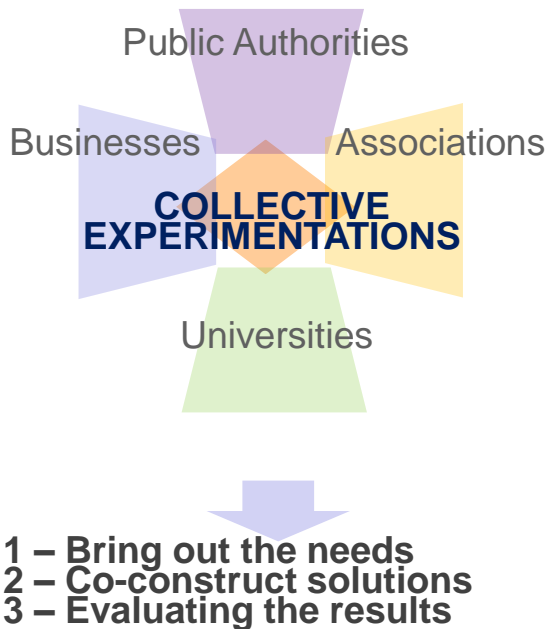 Public Authorities
Businesses
Associations
COLLECTIVE
EXPERIMENTATIONS
Universities
1 – Bring out the needs
2 – Co-construct solutions
3 – Evaluating the results